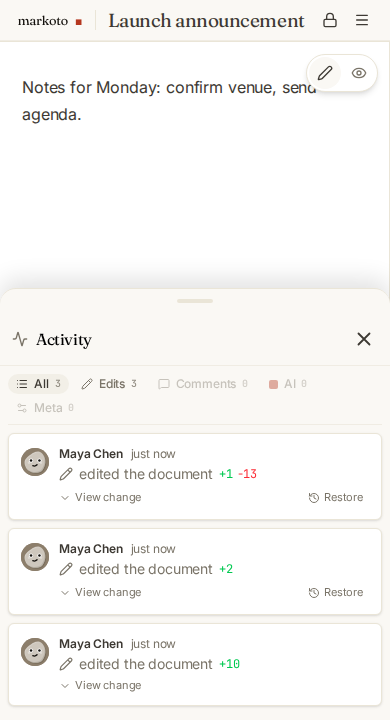 markoto
Launch announcement
Notes for Monday: confirm venue, send
agenda.
Activity
All 3 Edits 3 Comments 0 AI 0
Meta 0
Maya Chen just now
edited the document +1 -13
View change Restore
Maya Chen just now
edited the document +2
View change Restore
Maya Chen just now
edited the document +10
View change